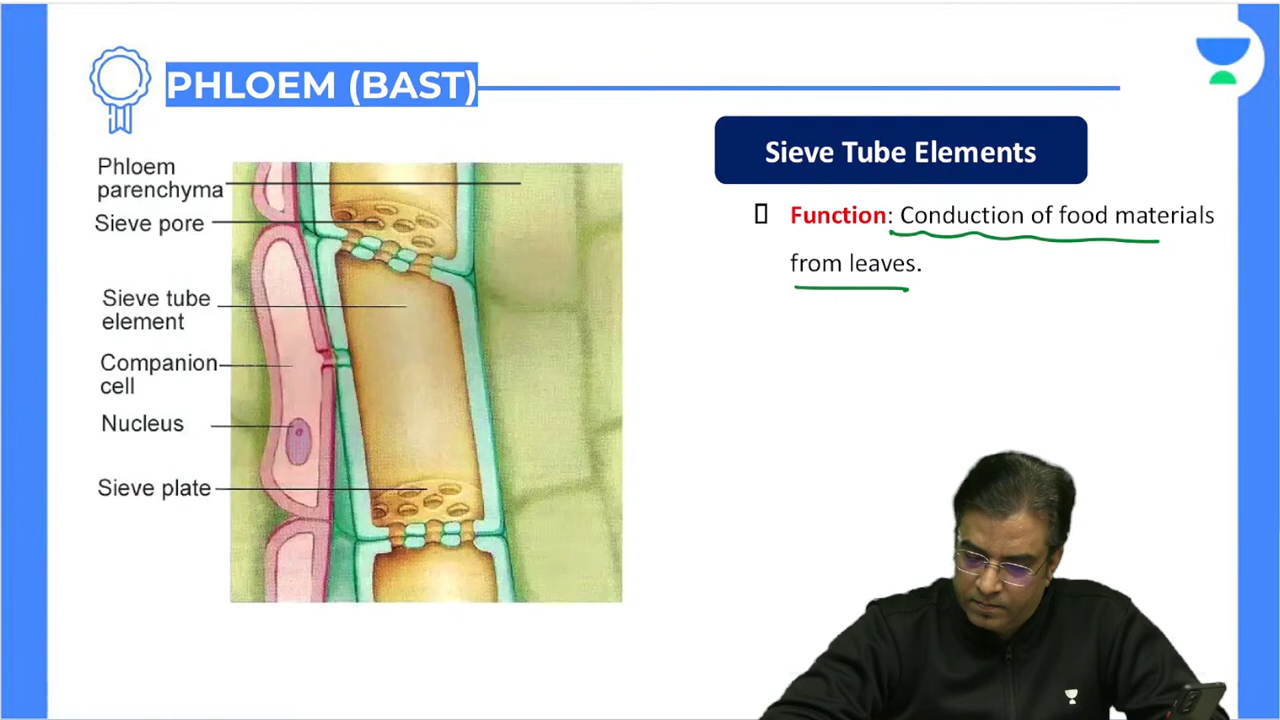 PHLOEM (BAST)
Phloem
parenchyma
Sieve pore
Sieve tube
element
Companion
cell
Nucleus
Sieve plate
Sieve Tube Elements
Function: Conduction of food materials
from leaves.